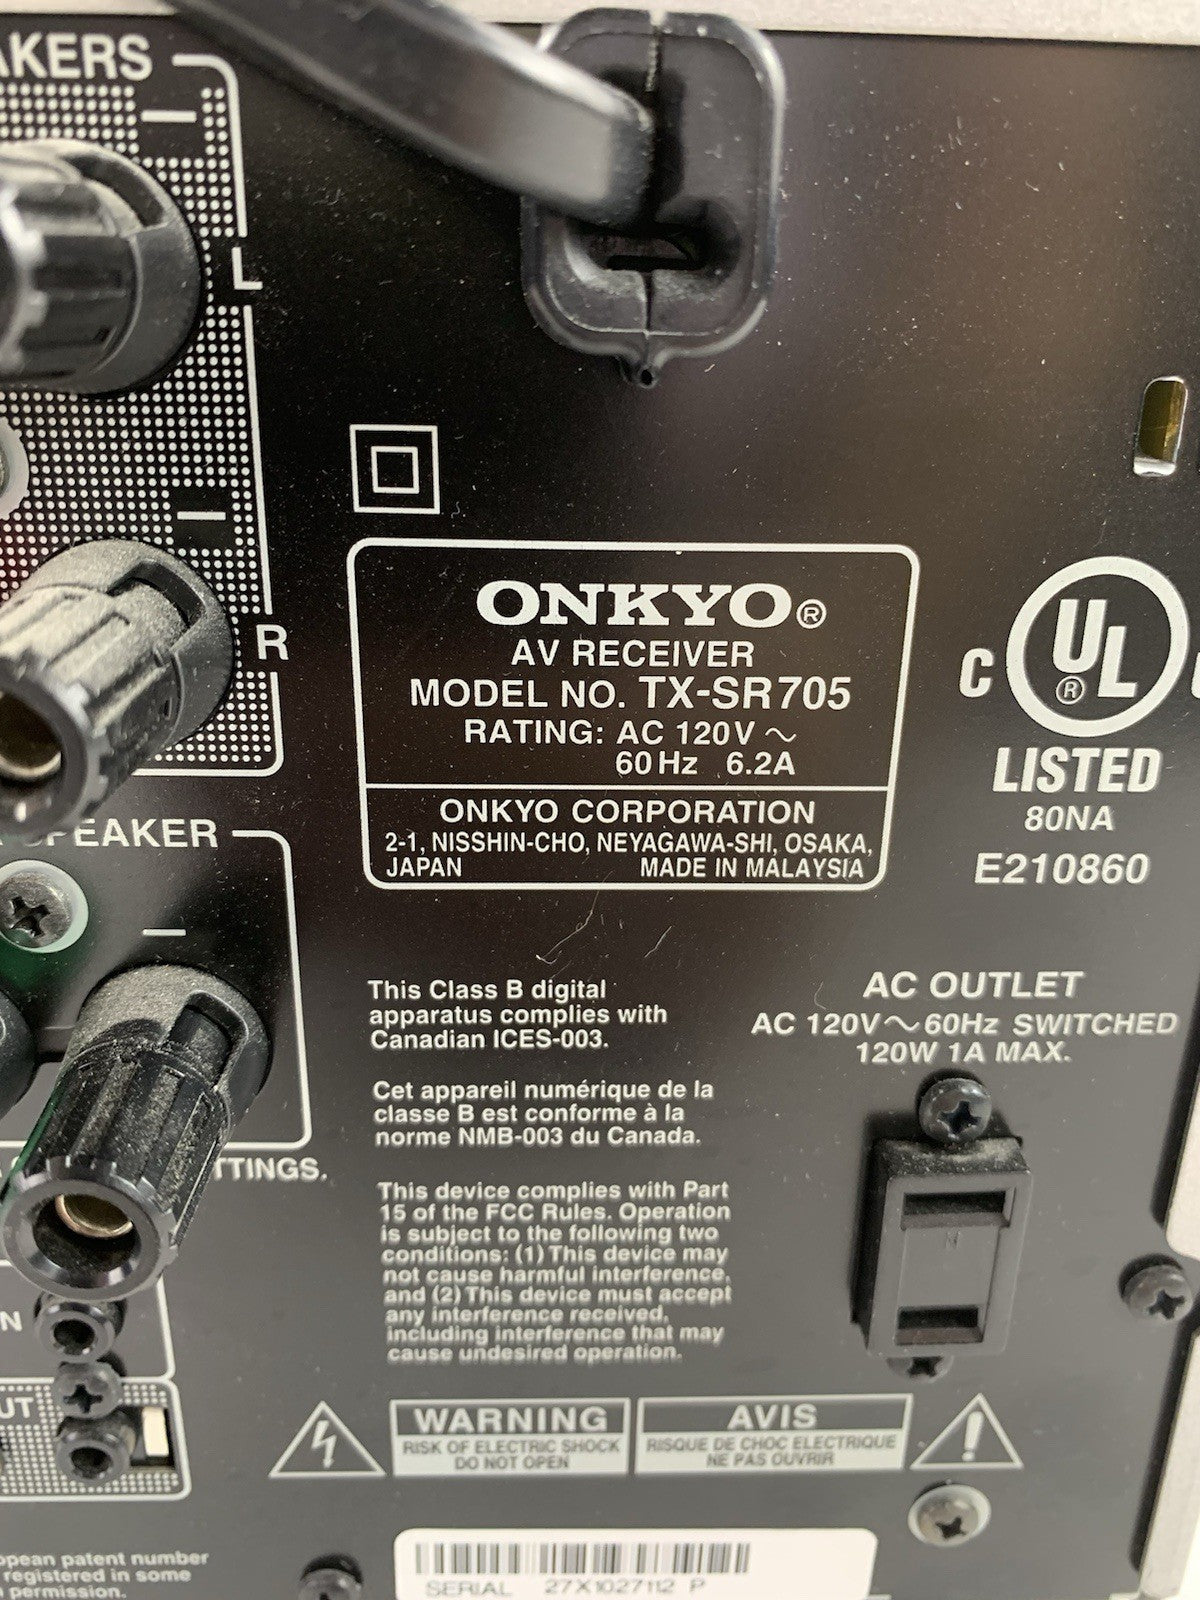 AKERS
L
R
SPEAKER
TTINGS.
N
UT
ONKYO®
AV RECEIVER
MODEL NO. TX-SR705
RATING: AC 120V ~
60Hz 6.2A
ONKYO CORPORATION
2-1, NISSHIN-CHO, NEYAGAWA-SHI, OSAKA,
JAPAN MADE IN MALAYSIA
C UL ®
LISTED
80NA
E210860
This Class B digital
apparatus complies with
Canadian ICES-003.
Cet appareil numérique de la
classe B est conforme à la
norme NMB-003 du Canada.
This device complies with Part
15 of the FCC Rules. Operation
is subject to the following two
conditions: (1) This device may
not cause harmful interference,
and (2) This device must accept
any interference received,
including interference that may
cause undesired operation.
AC OUTLET
AC 120V~60Hz SWITCHED
120W 1A MAX.
WARNING
RISK OF ELECTRIC SHOCK
DO NOT OPEN
AVIS
RISQUE DE CHOC ELECTRIQUE
NE PAS OUVRIR
opean patent number
registered in some
permission.
SERIAL 27X1027112 P